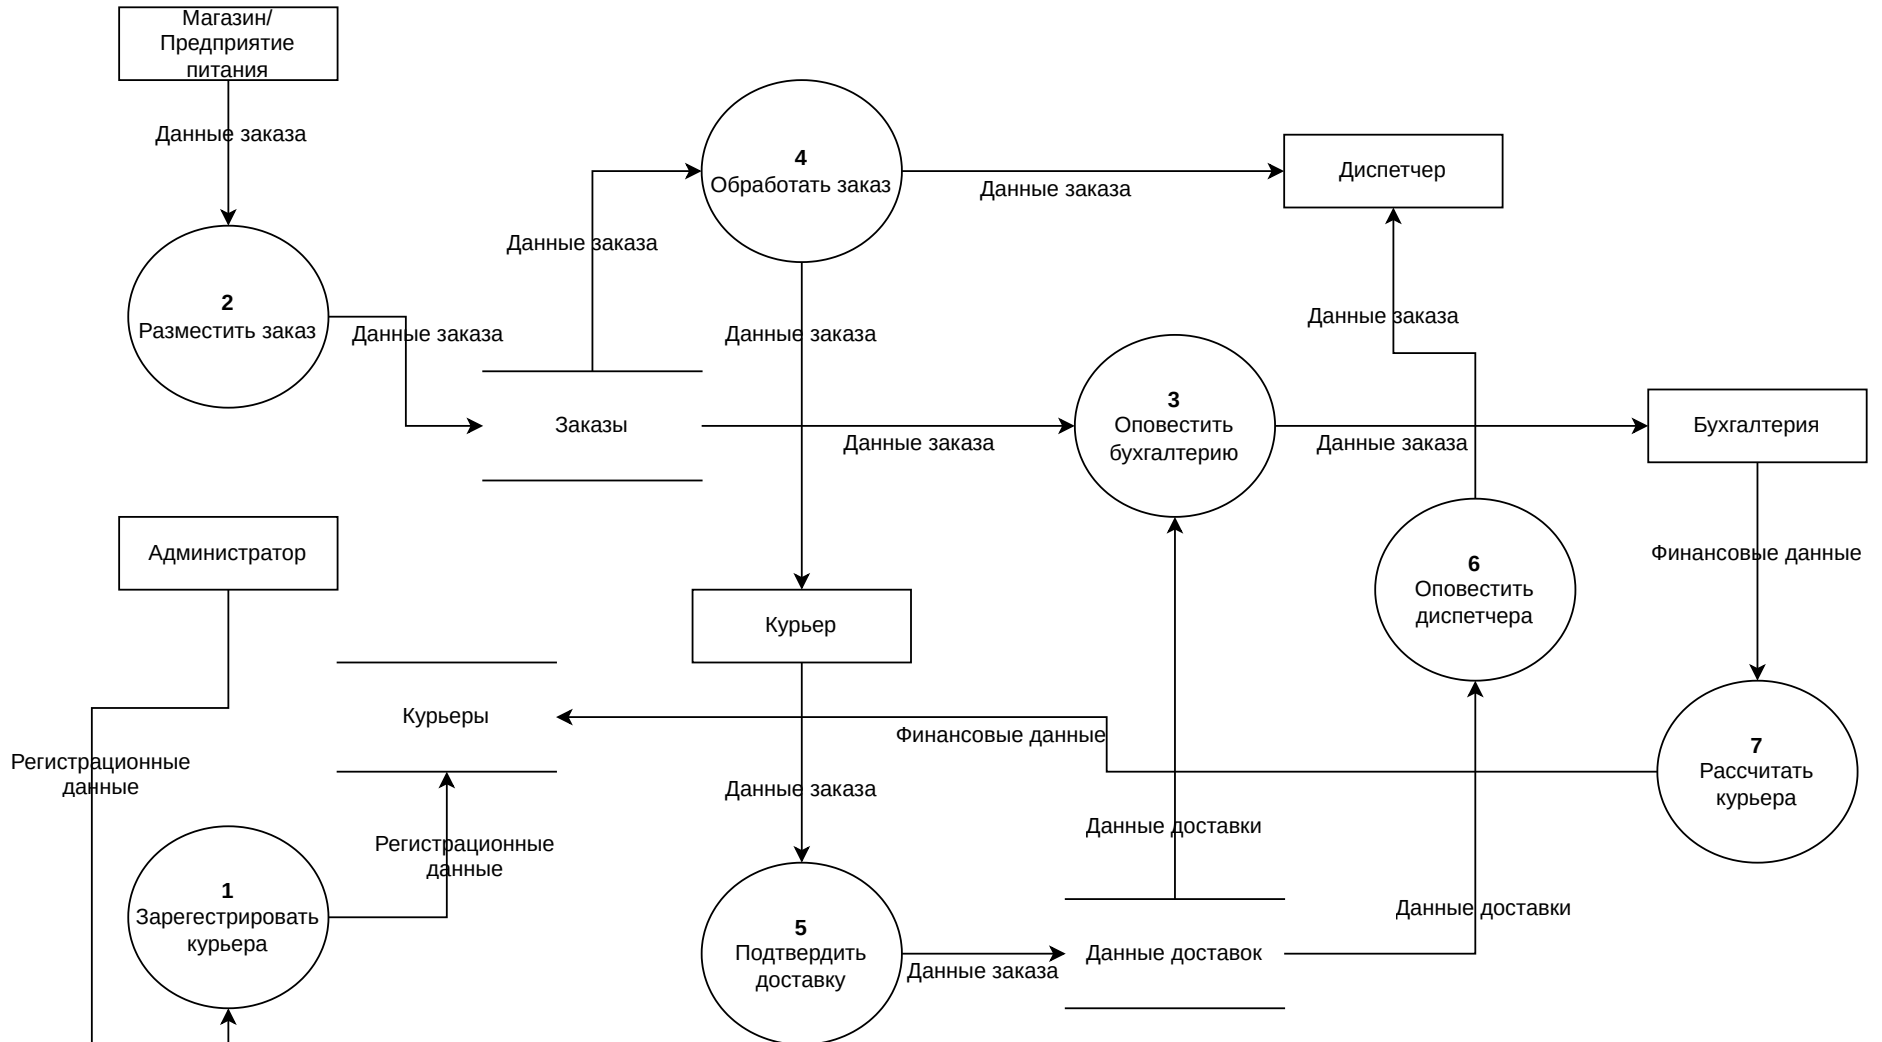 Магазин/
Предприятие
питания
Данные заказа
4
Обработать заказ
Данные заказа
Диспетчер
Данные заказа
2
Разместить заказ
Данные заказа
Данные заказа
Данные заказа
Заказы
Данные заказа
3
Оповестить
бухгалтерию
Данные заказа
Бухгалтерия
Администратор
Курьер
6
Оповестить
диспетчера
Финансовые данные
Курьеры
Финансовые данные
Регистрационные
данные
Данные заказа
7
Рассчитать
курьера
Регистрационные
данные
Данные доставки
1
Зарегестрировать
курьера
5
Подтвердить
доставку
Данные заказа
Данные доставок
Данные доставки